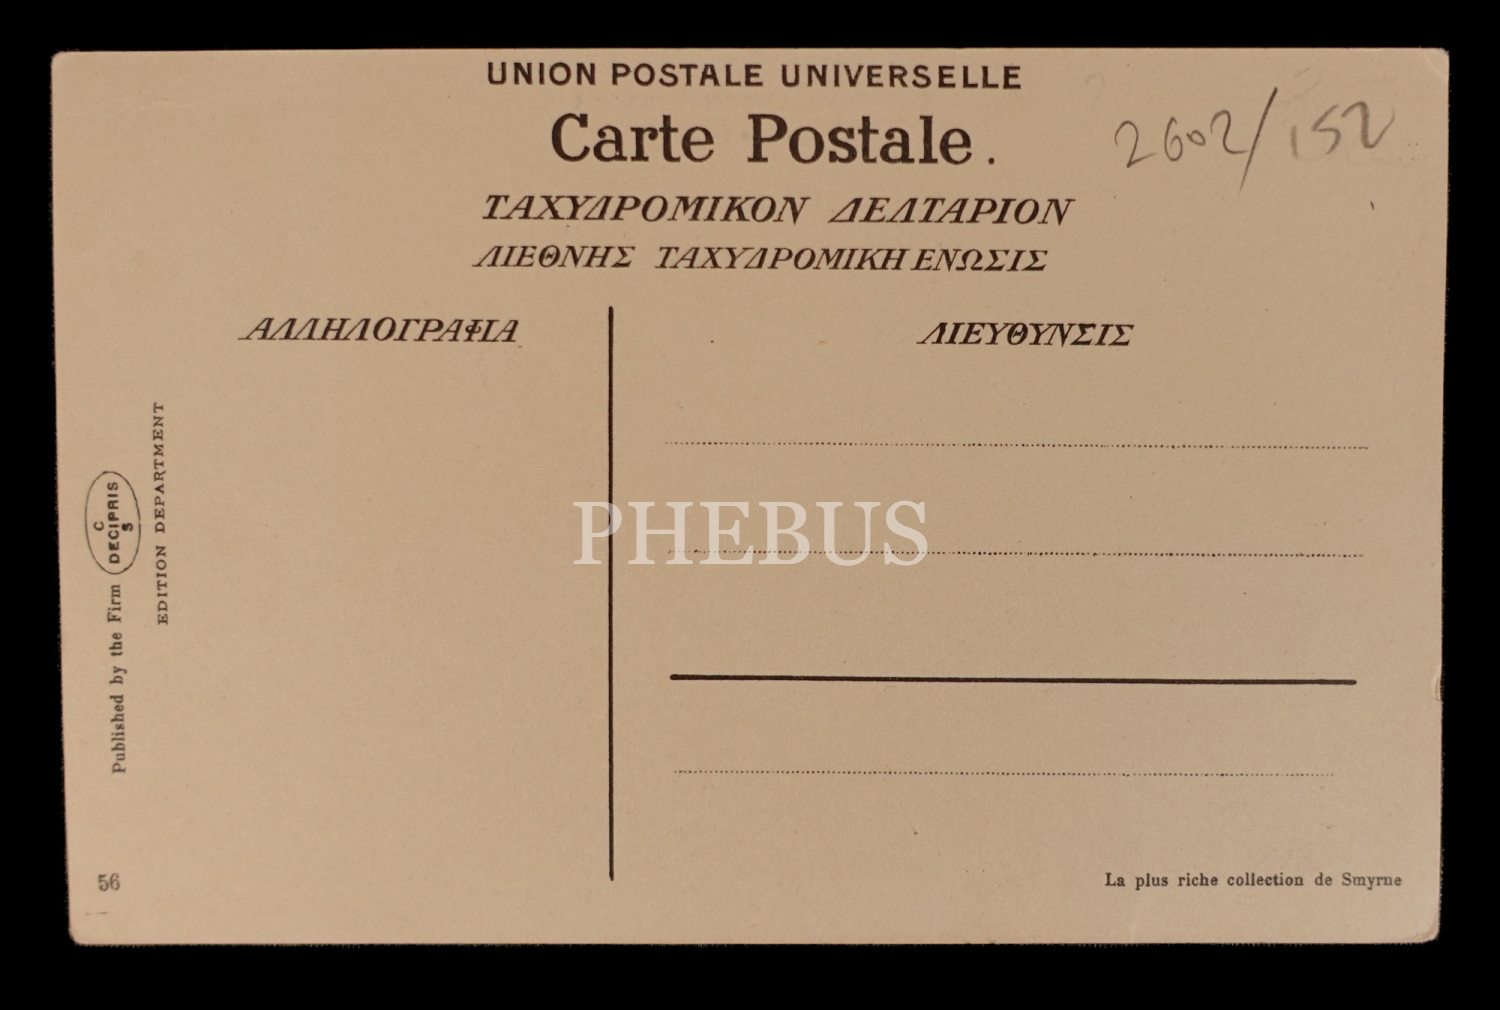 UNION POSTALE UNIVERSELLE
Carte Postale.
2602/152
ΤΑΧΥΔΡΟΜΙΚΟΝ ΔΕΛΤΑΡΙΟΝ
ΔΙΕΘΝΗΣ ΤΑΧΥΔΡΟΜΙΚΗ ΕΝΩΣΙΣ
ΑΛΛΗΛΟΓΡΑΦΙΑ
ΔΙΕΥΘΥΝΣΙΣ
Published by the Firm C DECIPRIS S
EDITION DEPARTMENT
PHEBUS
56
La plus riche collection de Smyrne